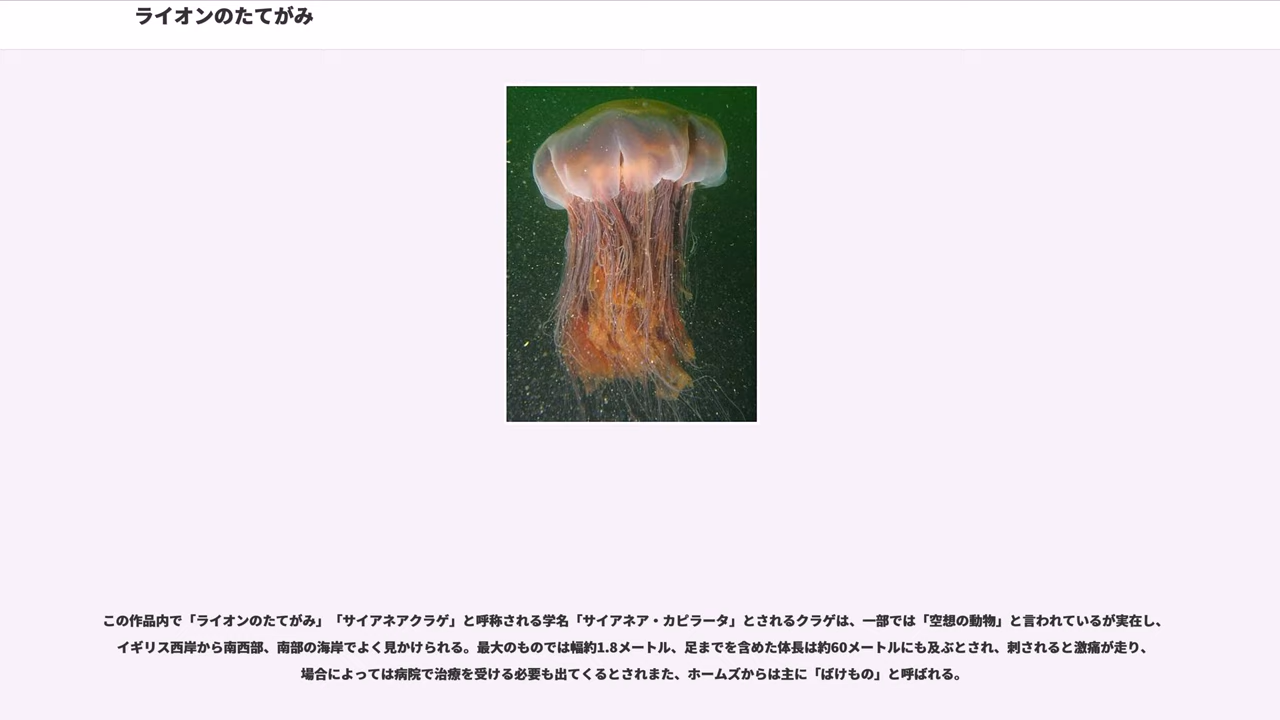 ライオンのたてがみ
この作品内で「ライオンのたてがみ」「サイアネアクラゲ」と呼称される学名「サイアネア・カピラータ」とされるクラゲは、一部では「空想の動物」と言われているが実在し、
イギリス西岸から南西部、南部の海岸でよく見かけられる。最大のものでは幅約1.8メートル、足までを含めた体長は約60メートルにも及ぶとされ、刺されると激痛が走り、
場合によっては病院で治療を受ける必要も出てくるとされまた、ホームズからは主に「ばけもの」と呼ばれる。